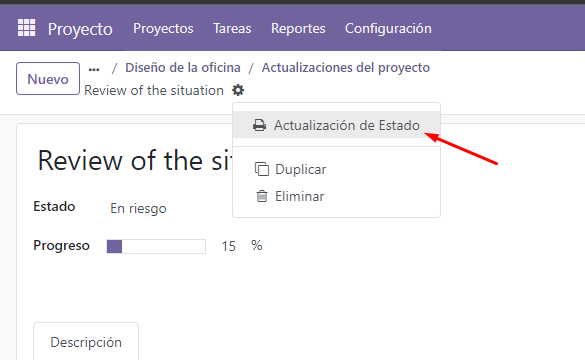 Proyecto Proyectos Tareas Reportes Configuración
Nuevo ... / Diseño de la oficina / Actualizaciones del proyecto
Review of the situation
Actualización de Estado
Review of the sit
Duplicar
Eliminar
Estado En riesgo
Progreso 15 %
Descripción